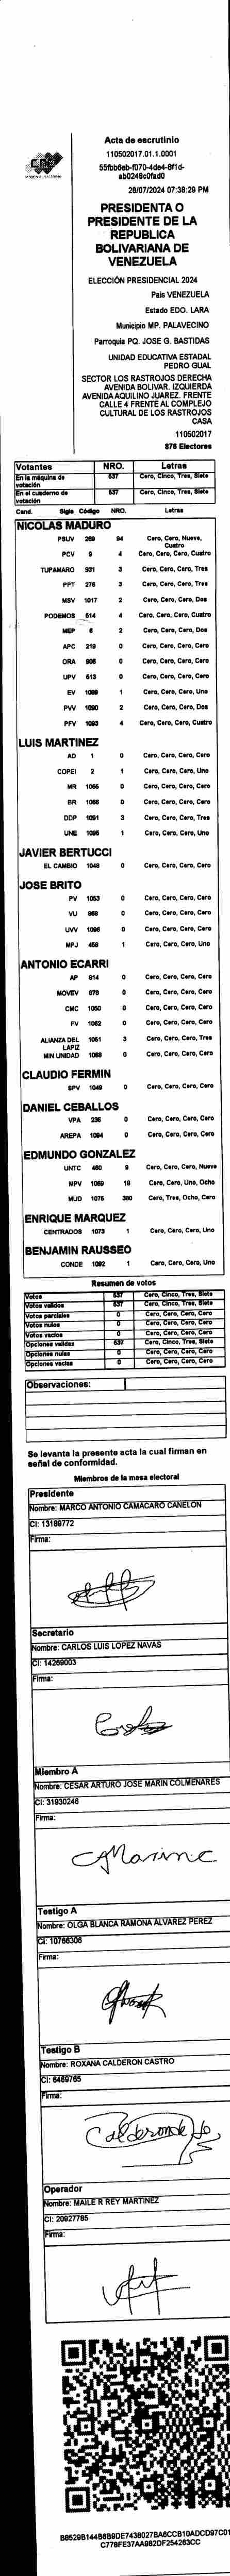 CNE
Acta de escrutinio
110502017.01.1.0001
55fbb6eb-f070-4de4-8f1d-
ab0248c0fad0
28/07/2024 07:38:29 PM
PRESIDENTA O
PRESIDENTE DE LA
REPUBLICA
BOLIVARIANA DE
VENEZUELA
ELECCIÓN PRESIDENCIAL 2024
Pais VENEZUELA
Estado EDO. LARA
Municipio MP. PALAVECINO
Parroquia PQ. JOSE G. BASTIDAS
UNIDAD EDUCATIVA ESTADAL
PEDRO GUAL
SECTOR LOS RASTROJOS DERECHA
AVENIDA BOLIVAR. IZQUIERDA
AVENIDA AQUILINO JUAREZ. FRENTE
CALLE 4 FRENTE AL COMPLEJO
CULTURAL DE LOS RASTROJOS
CASA
110502017
876 Electores
Votantes NRO. Letras
En la máquina de votación 537 Cero, Cinco, Tres, Siete
En el cuaderno de votación 537 Cero, Cinco, Tres, Siete
Cand. Sigla Código NRO. Letras
NICOLAS MADURO
PSUV 269 94 Cero, Cero, Nueve, Cuatro
PCV 9 4 Cero, Cero, Cero, Cuatro
TUPAMARO 931 3 Cero, Cero, Cero, Tres
PPT 276 3 Cero, Cero, Cero, Tres
MSV 1017 2 Cero, Cero, Cero, Dos
PODEMOS 514 4 Cero, Cero, Cero, Cuatro
MEP 6 2 Cero, Cero, Cero, Dos
APC 219 0 Cero, Cero, Cero, Cero
ORA 906 0 Cero, Cero, Cero, Cero
UPV 513 0 Cero, Cero, Cero, Cero
EV 1089 1 Cero, Cero, Cero, Uno
PVV 1090 2 Cero, Cero, Cero, Dos
PFV 1093 4 Cero, Cero, Cero, Cuatro
LUIS MARTINEZ
AD 1 0 Cero, Cero, Cero, Cero
COPEI 2 1 Cero, Cero, Cero, Uno
MR 1065 0 Cero, Cero, Cero, Cero
BR 1066 0 Cero, Cero, Cero, Cero
DDP 1091 3 Cero, Cero, Cero, Tres
UNE 1095 1 Cero, Cero, Cero, Uno
JAVIER BERTUCCI
EL CAMBIO 1048 0 Cero, Cero, Cero, Cero
JOSE BRITO
PV 1053 0 Cero, Cero, Cero, Cero
VU 968 0 Cero, Cero, Cero, Cero
UVV 1096 0 Cero, Cero, Cero, Cero
MPJ 458 1 Cero, Cero, Cero, Uno
ANTONIO ECARRI
AP 914 0 Cero, Cero, Cero, Cero
MOVEV 979 0 Cero, Cero, Cero, Cero
CMC 1050 0 Cero, Cero, Cero, Cero
FV 1062 0 Cero, Cero, Cero, Cero
ALIANZA DEL LAPIZ 1051 3 Cero, Cero, Cero, Tres
MIN UNIDAD 1068 0 Cero, Cero, Cero, Cero
CLAUDIO FERMIN
SPV 1049 0 Cero, Cero, Cero, Cero
DANIEL CEBALLOS
VPA 236 0 Cero, Cero, Cero, Cero
AREPA 1094 0 Cero, Cero, Cero, Cero
EDMUNDO GONZALEZ
UNTC 480 9 Cero, Cero, Cero, Nueve
MPV 1069 18 Cero, Cero, Uno, Ocho
MUD 1075 380 Cero, Tres, Ocho, Cero
ENRIQUE MARQUEZ
CENTRADOS 1073 1 Cero, Cero, Cero, Uno
BENJAMIN RAUSSEO
CONDE 1092 1 Cero, Cero, Cero, Uno
Resumen de votos
Votos 537 Cero, Cinco, Tres, Siete
Votos validos 537 Cero, Cinco, Tres, Siete
Votos parciales 0 Cero, Cero, Cero, Cero
Votos nulos 0 Cero, Cero, Cero, Cero
Votos vacios 0 Cero, Cero, Cero, Cero
Opciones validas 537 Cero, Cinco, Tres, Siete
Opciones nulas 0 Cero, Cero, Cero, Cero
Opciones vacias 0 Cero, Cero, Cero, Cero
Observaciones:
Se levanta la presente acta la cual firman en
señal de conformidad.
Miembros de la mesa electoral
Presidente
Nombre: MARCO ANTONIO CAMACARO CANELON
CI: 13189772
Firma:
Secretario
Nombre: CARLOS LUIS LOPEZ NAVAS
CI: 14269003
Firma:
Miembro A
Nombre: CESAR ARTURO JOSE MARIN COLMENARES
CI: 31930246
Firma:
Testigo A
Nombre: OLGA BLANCA RAMONA ALVAREZ PEREZ
CI: 10766306
Firma:
Testigo B
Nombre: ROXANA CALDERON CASTRO
CI: 6469765
Firma:
Operador
Nombre: MAILE R REY MARTINEZ
CI: 20927785
Firma:
B8529B144B6B9DE7438027BA6CCB10ADCD97C01
C778FE37AA982DF254263CC